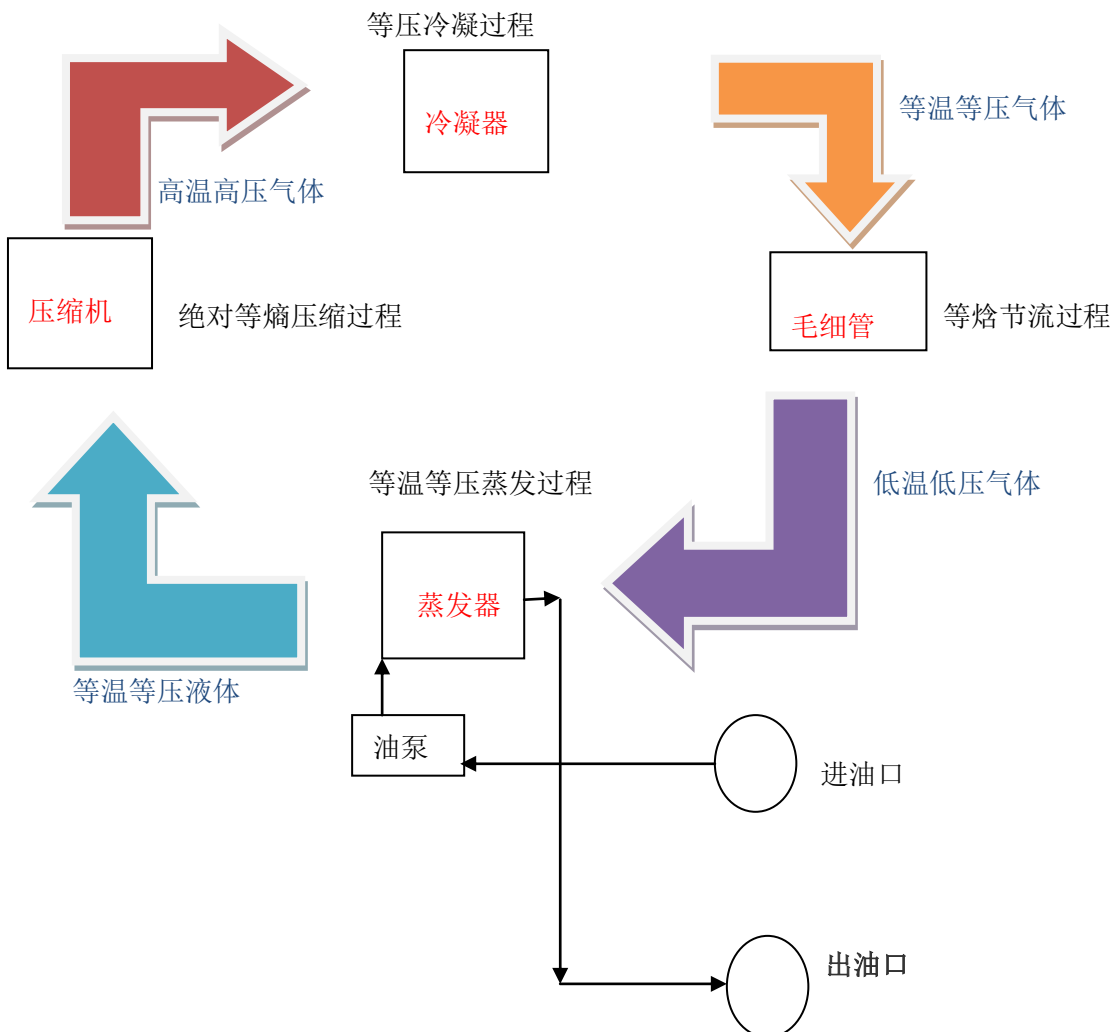 等压冷凝过程
冷凝器
等温等压气体
高温高压气体
压缩机
绝对等熵压缩过程
毛细管
等焓节流过程
等温等压蒸发过程
低温低压气体
蒸发器
等温等压液体
油泵
进油口
出油口